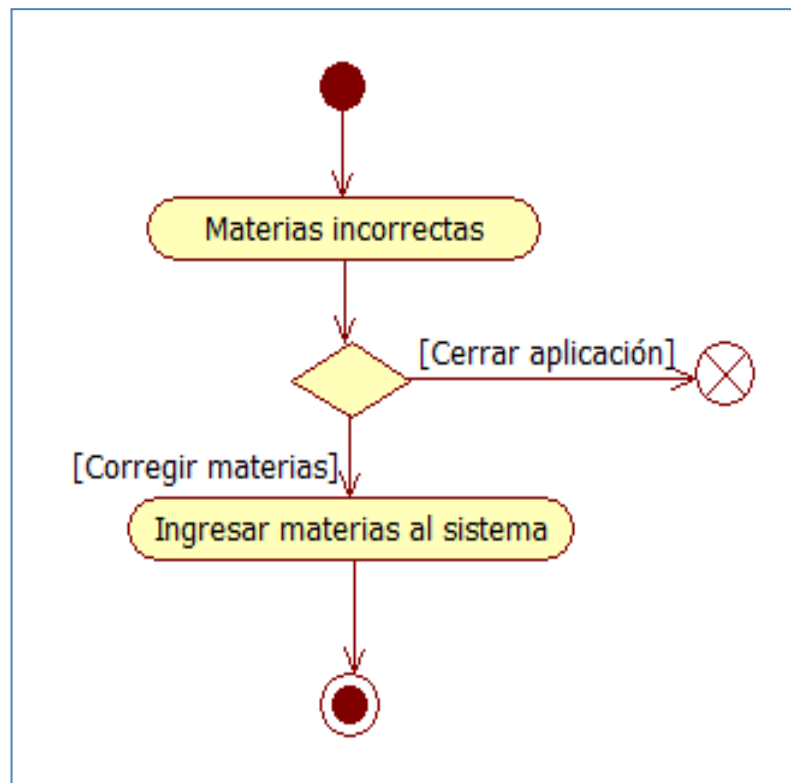 Materias incorrectas
[Cerrar aplicación]
[Corregir materias]
Ingresar materias al sistema